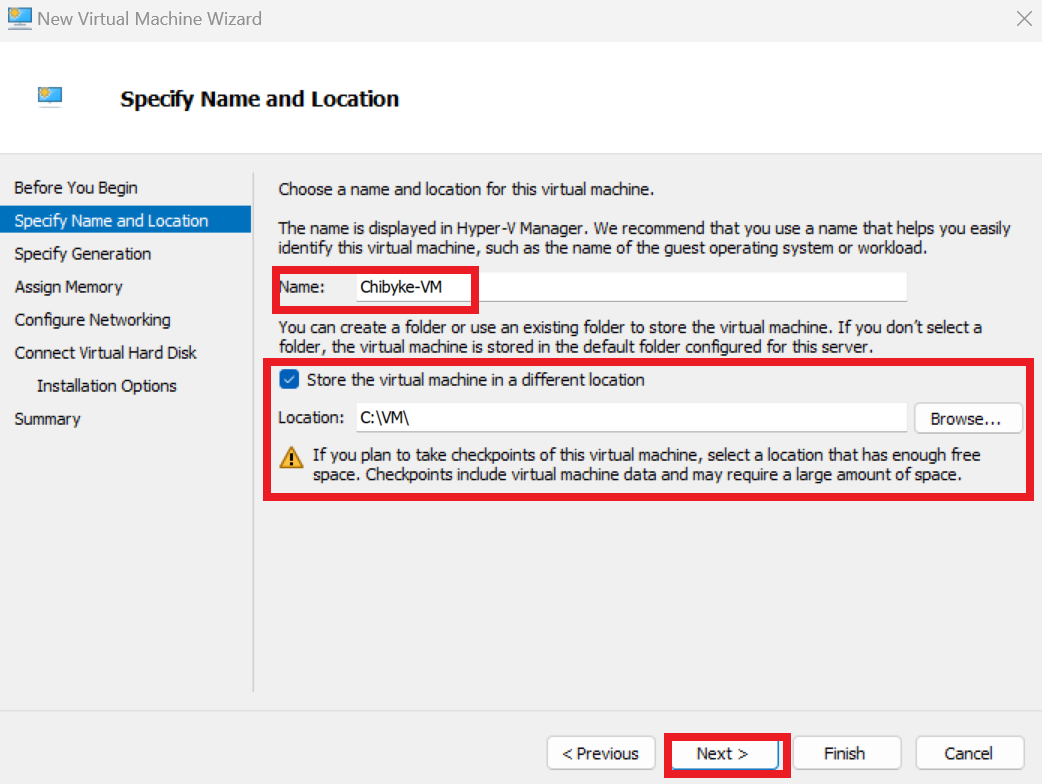 New Virtual Machine Wizard
Specify Name and Location
Before You Begin
Specify Name and Location
Specify Generation
Assign Memory
Configure Networking
Connect Virtual Hard Disk
Installation Options
Summary
Choose a name and location for this virtual machine.
The name is displayed in Hyper-V Manager. We recommend that you use a name that helps you easily
identify this virtual machine, such as the name of the guest operating system or workload.
Name: Chibyke-VM
You can create a folder or use an existing folder to store the virtual machine. If you don't select a
folder, the virtual machine is stored in the default folder configured for this server.
Store the virtual machine in a different location
Location: C:\VM\ Browse...
If you plan to take checkpoints of this virtual machine, select a location that has enough free
space. Checkpoints include virtual machine data and may require a large amount of space.
< Previous Next > Finish Cancel